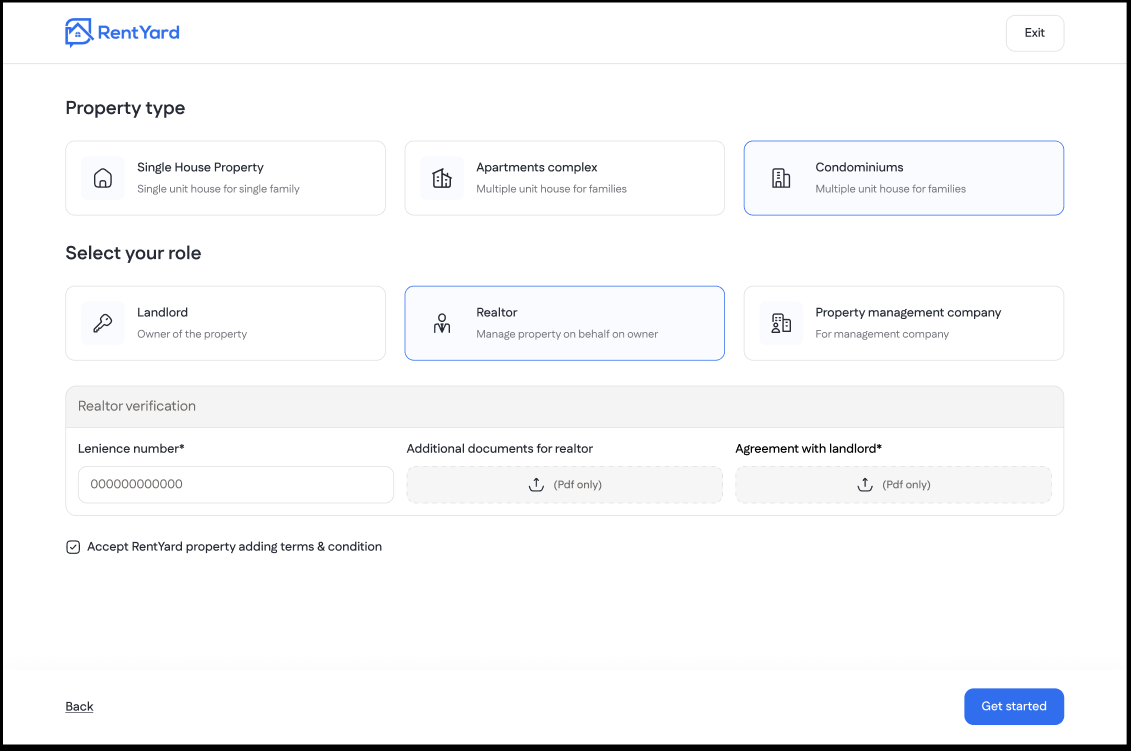 RentYard
Exit
Property type
Single House Property
Single unit house for single family
Apartments complex
Multiple unit house for families
Condominiums
Multiple unit house for families
Select your role
Landlord
Owner of the property
Realtor
Manage property on behalf on owner
Property management company
For management company
Realtor verification
Lenience number*
000000000000
Additional documents for realtor
(Pdf only)
Agreement with landlord*
(Pdf only)
Accept RentYard property adding terms & condition
Back
Get started